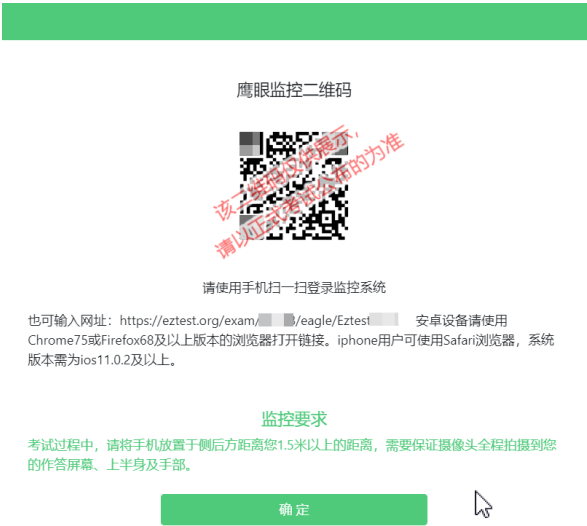 鹰眼监控二维码
该二维码仅供展示，
请以正式考试公布的为准
请使用手机扫一扫登录监控系统
也可输入网址：https://eztest.org/exam/ /eagle/Eztest 安卓设备请使用
Chrome75或Firefox68及以上版本的浏览器打开链接。iphone用户可使用Safari浏览器，系统
版本需为ios11.0.2及以上。
监控要求
考试过程中，请将手机放置于侧后方距离您1.5米以上的距离，需要保证摄像头全程拍摄到您
的作答屏幕、上半身及手部。
确定